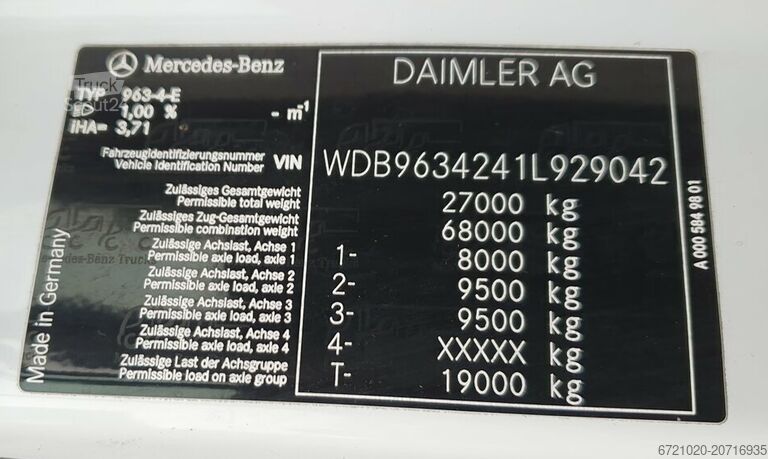 Mercedes-Benz
DAIMLER AG
Truck
Scout24
TYP 963-4-E
1,00 % - m⁻¹
iHA= 3,71
Fahrzeugidentifizierungsnummer
Vehicle Identification Number VIN WDB9634241L929042
Zulässiges Gesamtgewicht
Permissible total weight 27000 kg
Zulässiges Zug-Gesamtgewicht
Permissible combination weight 68000 kg
Zulässige Achslast, Achse 1
Permissible axle load, axle 1 1- 8000 kg
Zulässige Achslast, Achse 2
Permissible axle load, axle 2 2- 9500 kg
Zulässige Achslast, Achse 3
Permissible axle load, axle 3 3- 9500 kg
Zulässige Achslast, Achse 4
Permissible axle load, axle 4 4- XXXXX kg
Zulässige Last der Achsgruppe
Permissible load on axle group T- 19000 kg
Made in Germany
A 000 584 98 01
6721020-20716935